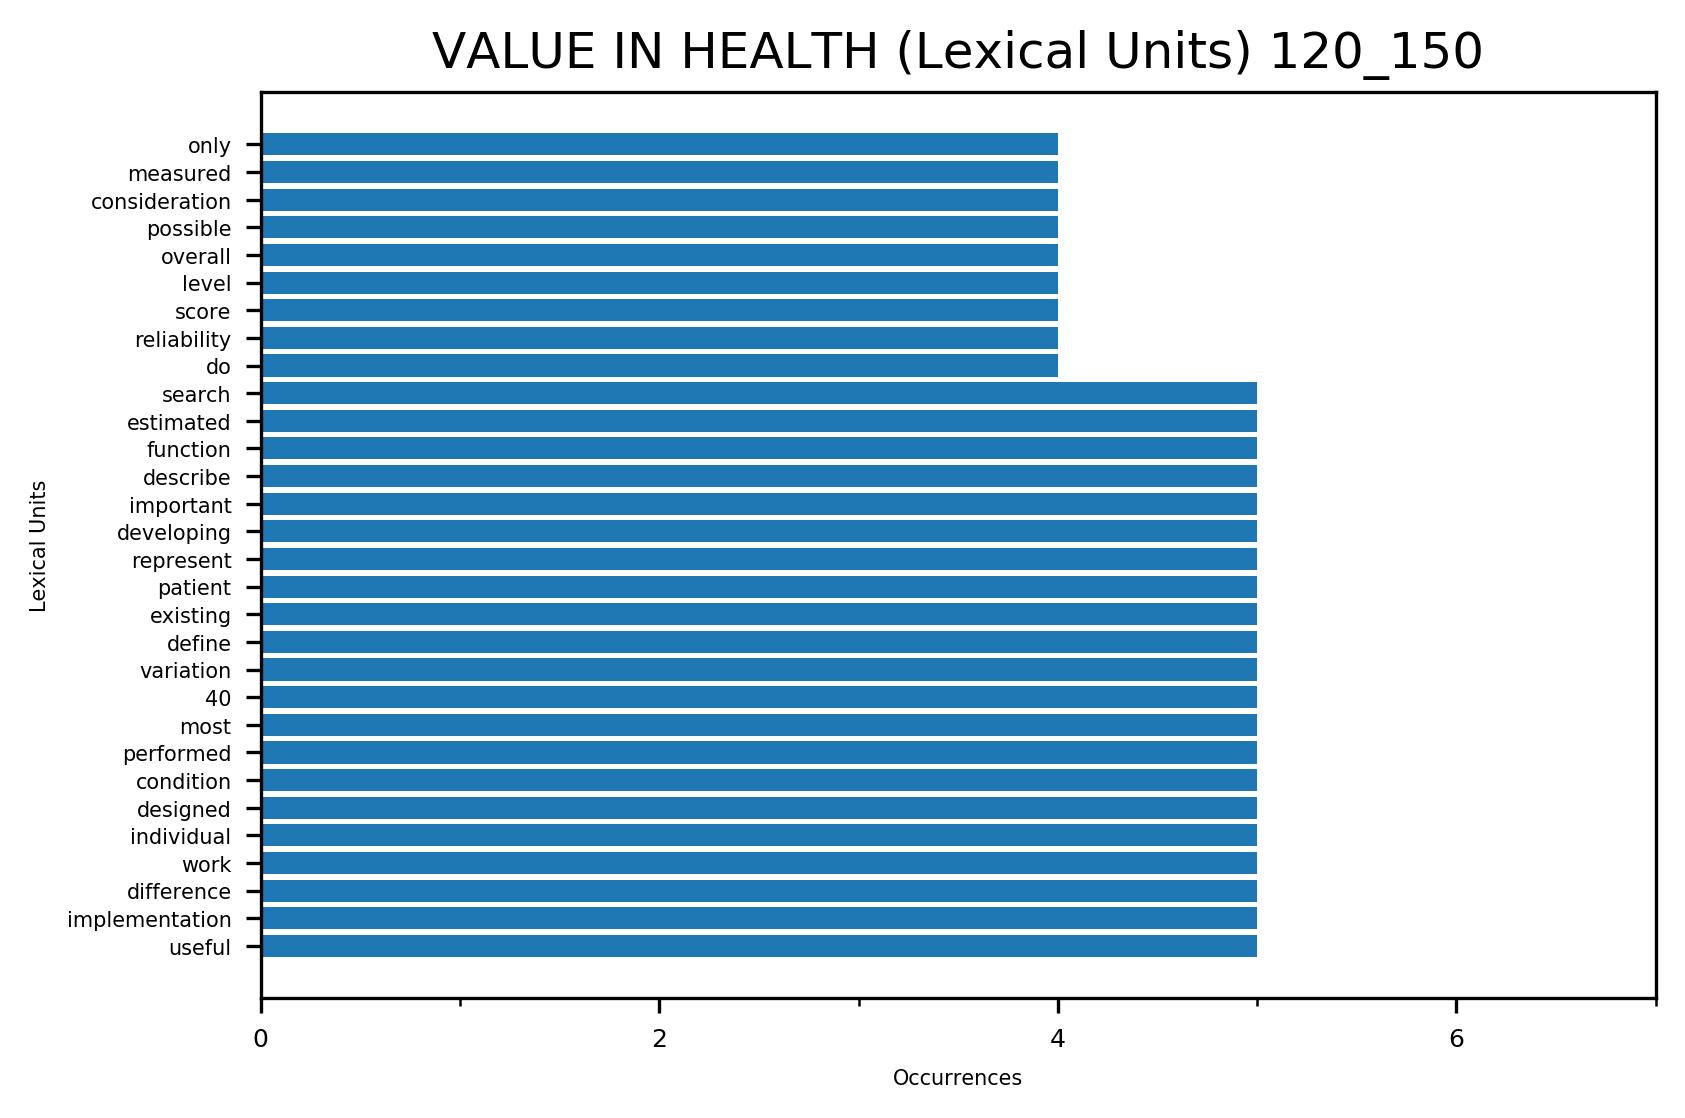 VALUE IN HEALTH (Lexical Units) 120_150
only
measured
consideration
possible
overall
level
score
reliability
do
search
estimated
function
describe
important
developing
represent
patient
existing
define
variation
40
most
performed
condition
designed
individual
work
difference
implementation
useful
Lexical Units
0 2 4 6
Occurrences